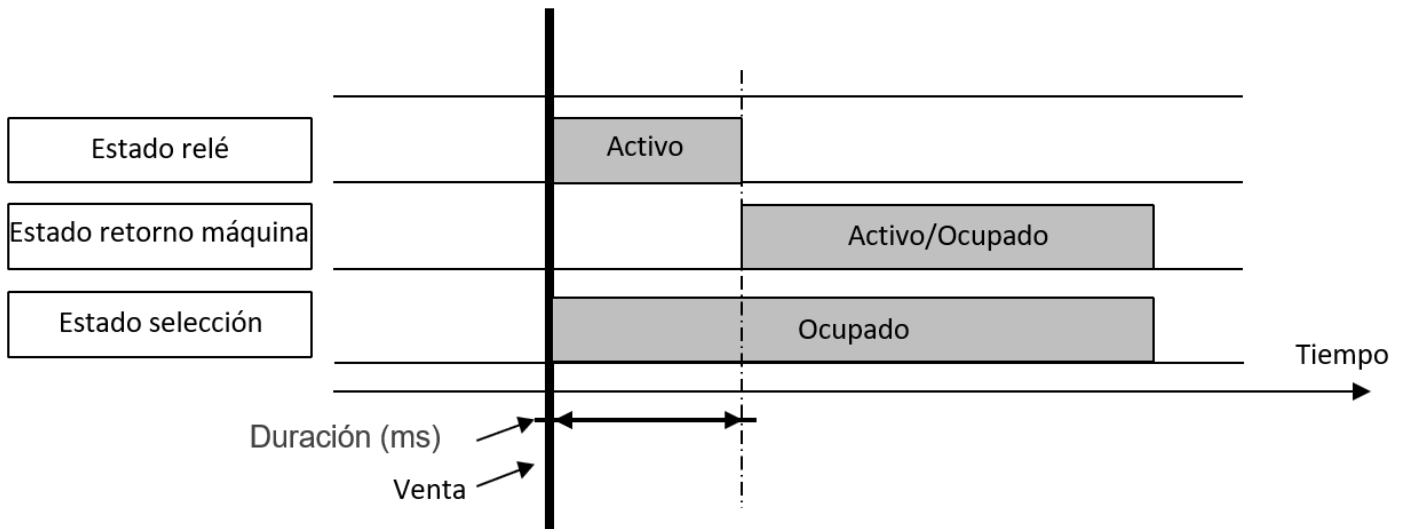 Estado relé
Activo
Estado retorno máquina
Activo/Ocupado
Estado selección
Ocupado
Tiempo
Duración (ms)
Venta